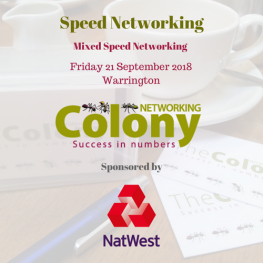 Speed Networking
Mixed Speed Networking
Friday 21 September 2018
Warrington
NETWORKING
Colony
Success in numbers
Sponsored by
NatWest